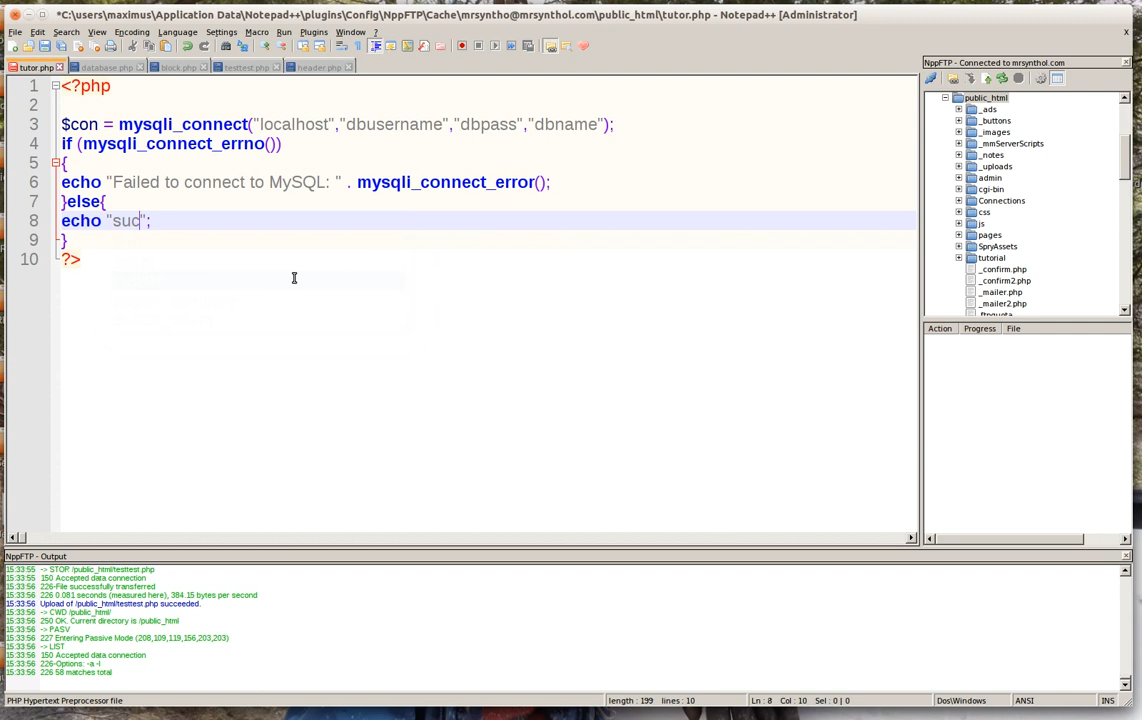 *C:\users\maximus\Application Data\Notepad++\plugins\Config\NppFTP\Cache\mrsyntho@mrsynthol.com\public_html\tutor.php - Notepad++ [Administrator]
File Edit Search View Encoding Language Settings Macro Run Plugins Window ? X
tutor.php database.php block.php testtest.php header.php
1 <?php
2
3 $con = mysqli_connect("localhost","dbusername","dbpass","dbname");
4 if (mysqli_connect_errno())
5 {
6 echo "Failed to connect to MySQL: " . mysqli_connect_error();
7 }else{
8 echo "suc";
9 }
10 ?>
NppFTP - Connected to mrsynthol.com
public_html
_ads
_buttons
_images
_mmServerScripts
_notes
_uploads
admin
cgi-bin
Connections
css
js
pages
SpryAssets
tutorial
_confirm.php
_confirm2.php
_mailer.php
_mailer2.php
.ftpquota
Action Progress File
NppFTP - Output
15:33:55 -> STOR /public_html/testtest.php
15:33:55 150 Accepted data connection
15:33:56 226-File successfully transferred
15:33:56 226 0.081 seconds (measured here), 384.15 bytes per second
15:33:56 Upload of /public_html/testtest.php succeeded.
15:33:56 -> CWD /public_html/
15:33:56 250 OK. Current directory is /public_html
15:33:56 -> PASV
15:33:56 227 Entering Passive Mode (208,109,119,156,203,203)
15:33:56 -> LIST
15:33:56 150 Accepted data connection
15:33:56 226-Options: -a -l
15:33:56 226 58 matches total
PHP Hypertext Preprocessor file length : 199 lines : 10 Ln : 8 Col : 10 Sel : 0 | 0 Dos\Windows ANSI INS